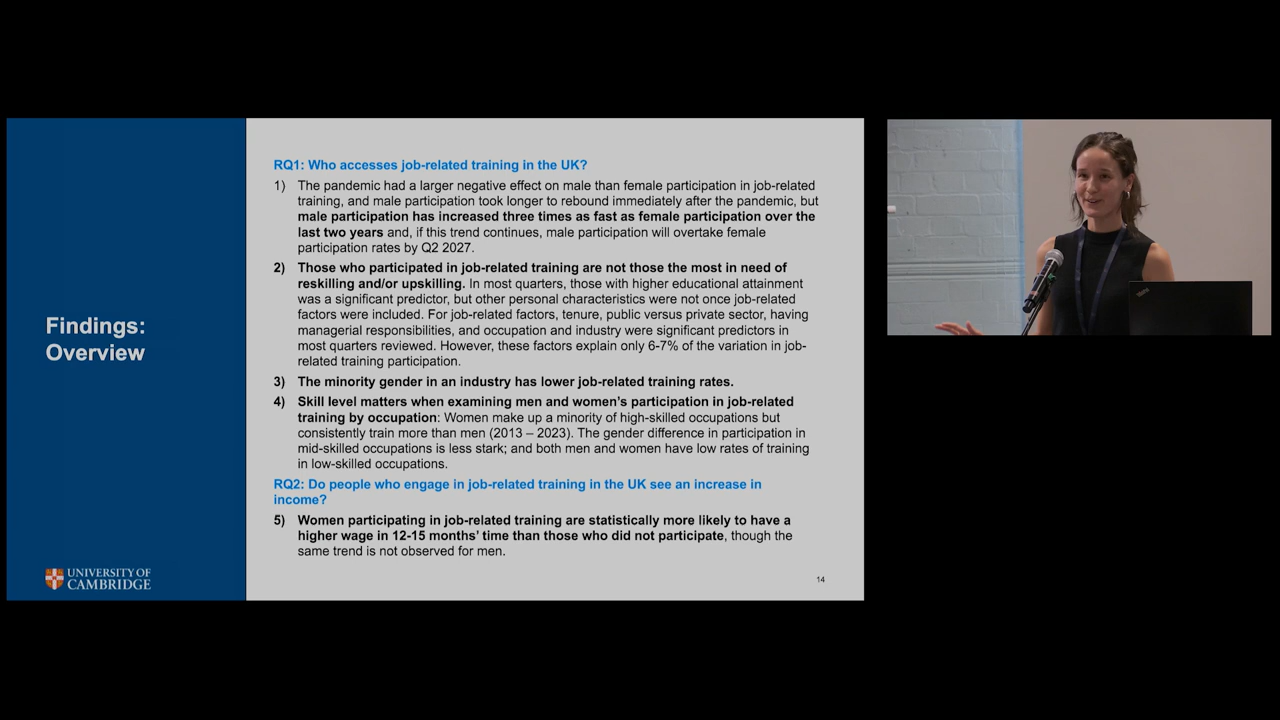 Findings:
Overview
UNIVERSITY OF
CAMBRIDGE
RQ1: Who accesses job-related training in the UK?
1) The pandemic had a larger negative effect on male than female participation in job-related
training, and male participation took longer to rebound immediately after the pandemic, but
male participation has increased three times as fast as female participation over the
last two years and, if this trend continues, male participation will overtake female
participation rates by Q2 2027.
2) Those who participated in job-related training are not those the most in need of
reskilling and/or upskilling. In most quarters, those with higher educational attainment
was a significant predictor, but other personal characteristics were not once job-related
factors were included. For job-related factors, tenure, public versus private sector, having
managerial responsibilities, and occupation and industry were significant predictors in
most quarters reviewed. However, these factors explain only 6-7% of the variation in job-
related training participation.
3) The minority gender in an industry has lower job-related training rates.
4) Skill level matters when examining men and women’s participation in job-related
training by occupation: Women make up a minority of high-skilled occupations but
consistently train more than men (2013 – 2023). The gender difference in participation in
mid-skilled occupations is less stark; and both men and women have low rates of training
in low-skilled occupations.
RQ2: Do people who engage in job-related training in the UK see an increase in
income?
5) Women participating in job-related training are statistically more likely to have a
higher wage in 12-15 months’ time than those who did not participate, though the
same trend is not observed for men.
14